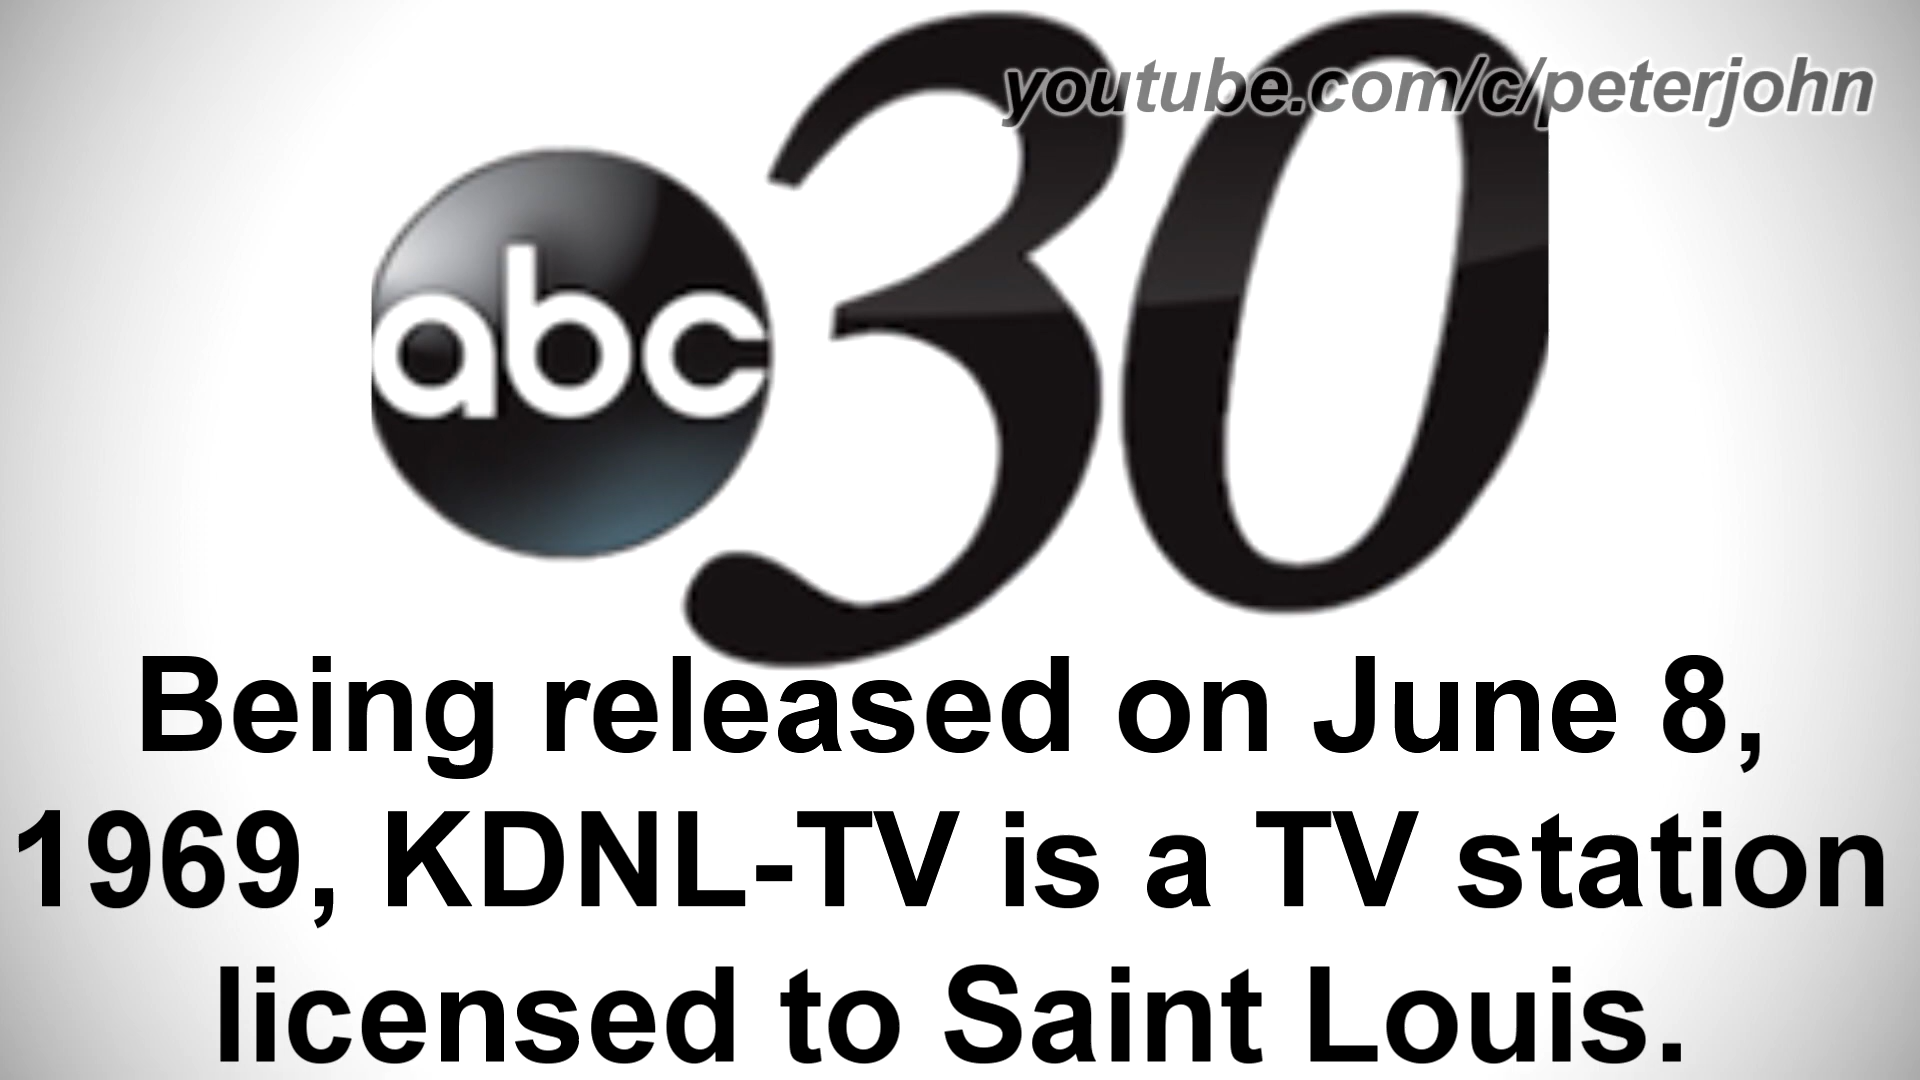 youtube.com/c/peterjohn
abc 30
Being released on June 8,
1969, KDNL-TV is a TV station
licensed to Saint Louis.